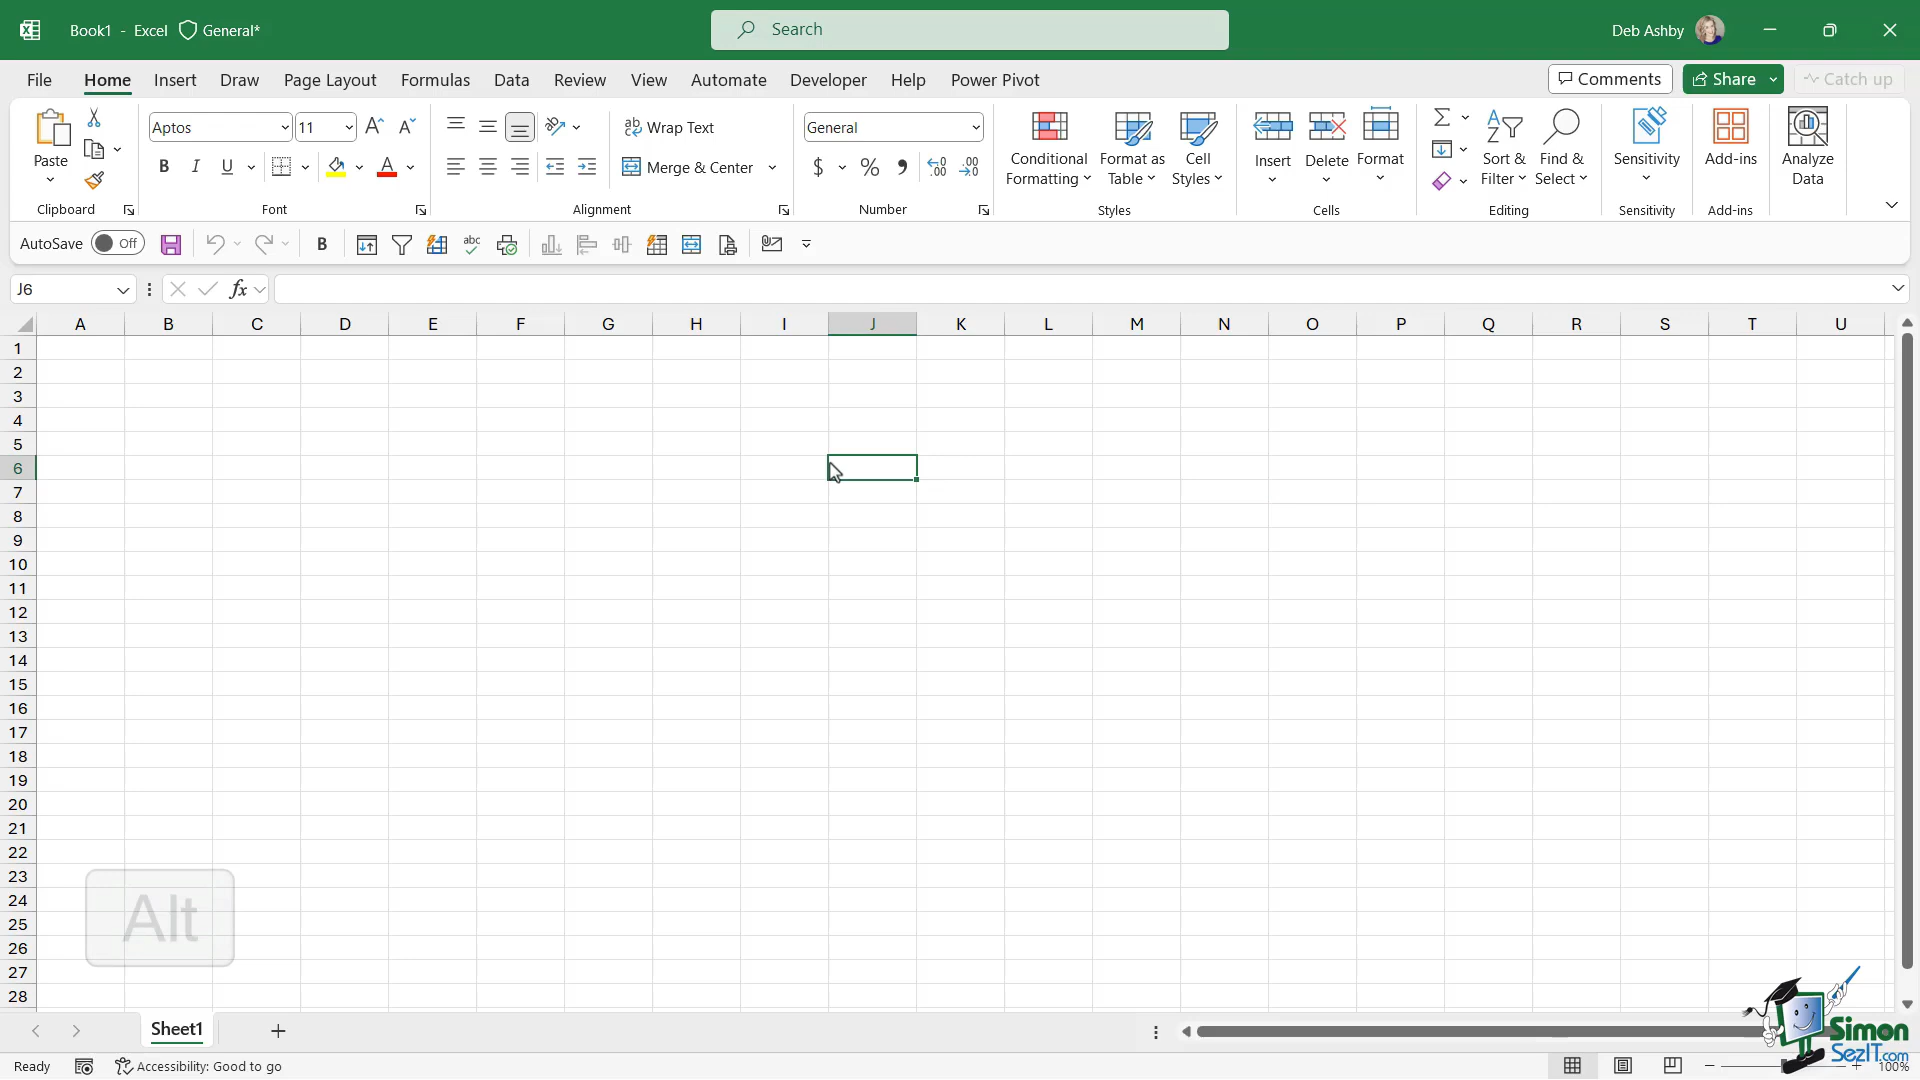 Book1 - Excel General*
Search
Deb Ashby
File Home Insert Draw Page Layout Formulas Data Review View Automate Developer Help Power Pivot
Comments Share Catch up
Paste
Clipboard
Aptos 11
B I U A
Font
Wrap Text
Merge & Center
Alignment
General
$ % , .00 .00
Number
Conditional Formatting
Format as Table
Cell Styles
Styles
Insert
Delete
Format
Cells
Sort & Filter
Find & Select
Editing
Sensitivity
Sensitivity
Add-ins
Add-ins
Analyze Data
AutoSave Off B abc
J6 fx
A B C D E F G H I J K L M N O P Q R S T U
1
2
3
4
5
6
7
8
9
10
11
12
13
14
15
16
17
18
19
20
21
22
23
24
25
26
27
28
Alt
Sheet1
Simon
SezIT.com
Ready
Accessibility: Good to go
100%